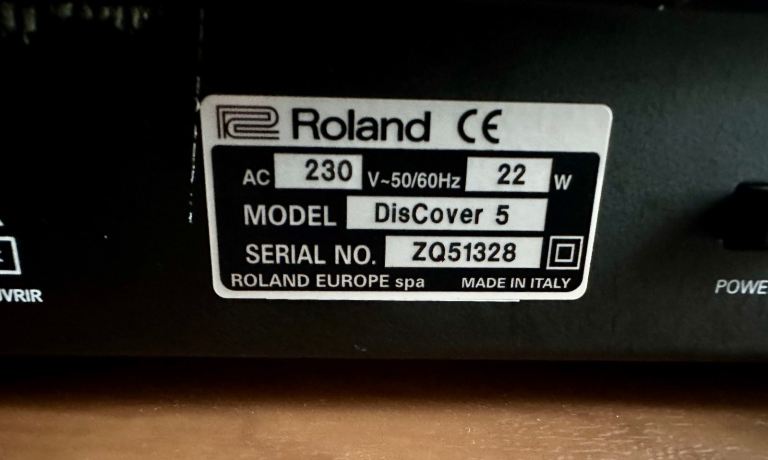 Roland CE
AC 230 V~50/60Hz 22 W
MODEL DisCover 5
SERIAL NO. ZQ51328
ROLAND EUROPE spa MADE IN ITALY